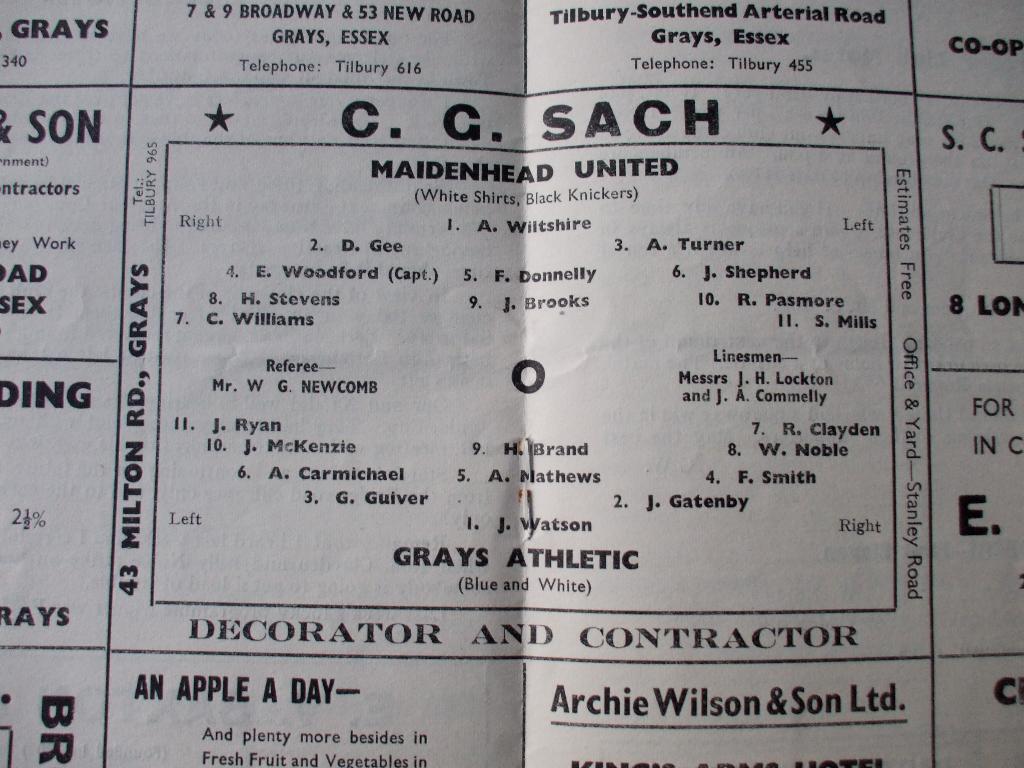 , GRAYS
340
7 & 9 BROADWAY & 53 NEW ROAD
GRAYS, ESSEX
Telephone: Tilbury 616
Tilbury-Southend Arterial Road
Grays, Essex
Telephone: Tilbury 455
CO-OP
& SON
rnment)
ntractors
ey Work
OAD
SEX
DING
2½%
RAYS
BR
43 MILTON RD., GRAYS
Tel.:
TILBURY 965
★ C. G. SACH ★
MAIDENHEAD UNITED
(White Shirts, Black Knickers)
Right
1. A. Wiltshire
Left
2. D. Gee
3. A. Turner
4. E. Woodford (Capt.) 5. F. Donnelly 6. J. Shepherd
8. H. Stevens 9. J. Brooks 10. R. Pasmore
7. C. Williams 11. S. Mills
Referee—
Mr. W G. NEWCOMB
O
Linesmen—
Messrs J. H. Lockton
and J. A. Commelly
11. J. Ryan 7. R. Clayden
10. J. McKenzie 9. H. Brand 8. W. Noble
6. A. Carmichael 5. A. Mathews 4. F. Smith
3. G. Guiver 2. J. Gatenby
Left
1. J. Watson
Right
GRAYS ATHLETIC
(Blue and White)
Estimates Free Office & Yard—Stanley Road
DECORATOR AND CONTRACTOR
AN APPLE A DAY—
And plenty more besides in
Fresh Fruit and Vegetables in
Archie Wilson & Son Ltd.
KING'S ARMS HOTEL
S. C.
8 LON
FOR
IN C
E.